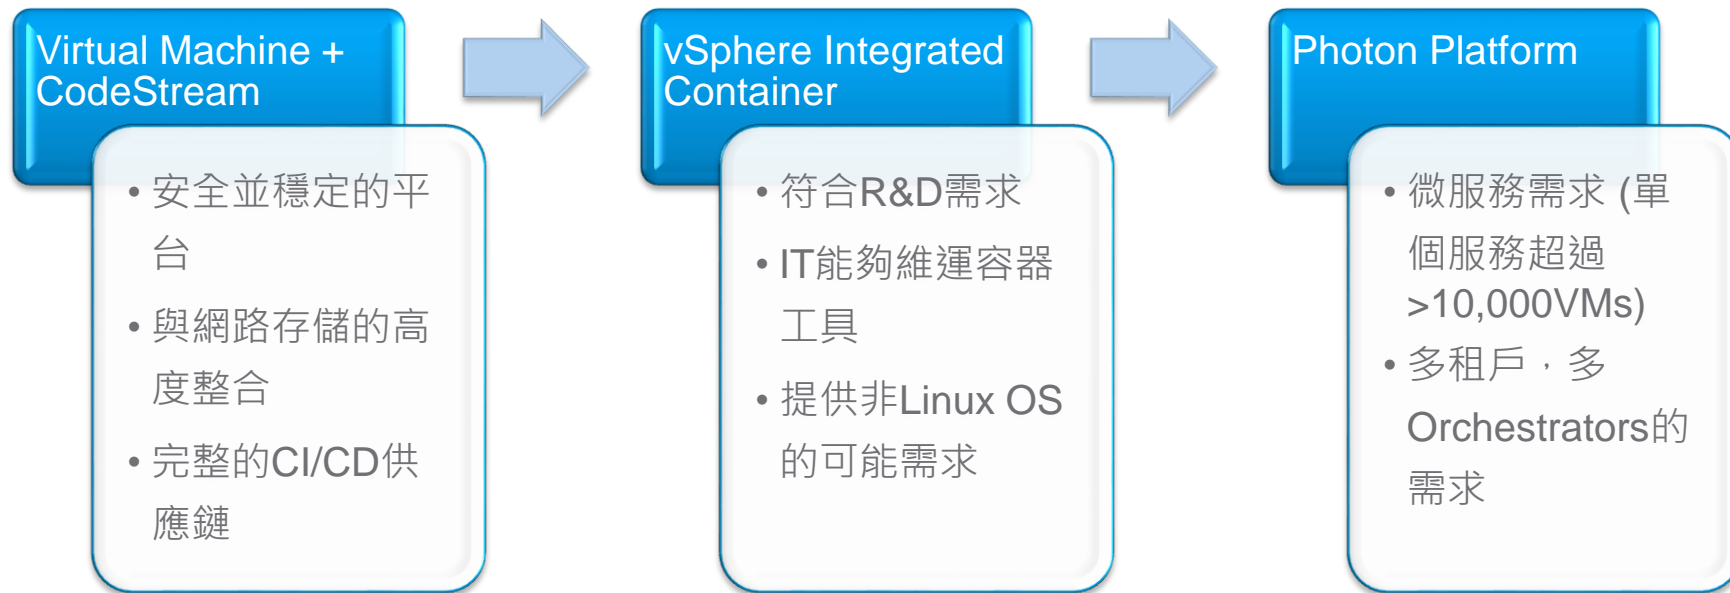 Virtual Machine +
CodeStream
• 安全並穩定的平
台
• 與網路存儲的高
度整合
• 完整的CI/CD供
應鏈
vSphere Integrated
Container
• 符合R&D需求
• IT能夠維運容器
工具
• 提供非Linux OS
的可能需求
Photon Platform
• 微服務需求 (單
個服務超過
>10,000VMs)
• 多租戶，多
Orchestrators的
需求